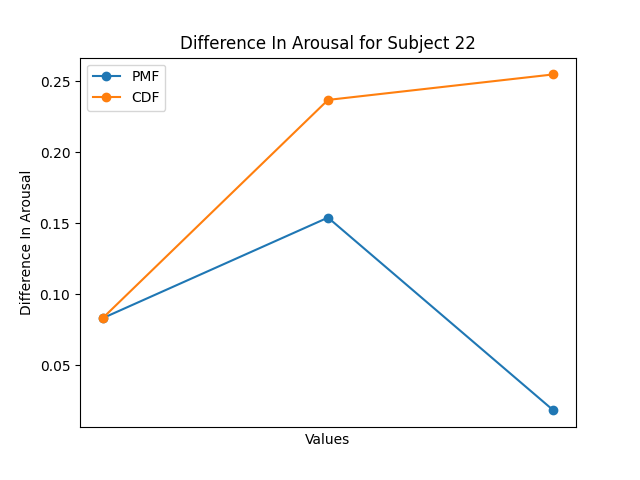 Difference In Arousal for Subject 22
PMF
CDF
0.25
0.20
0.15
0.10
0.05
Difference In Arousal
Values